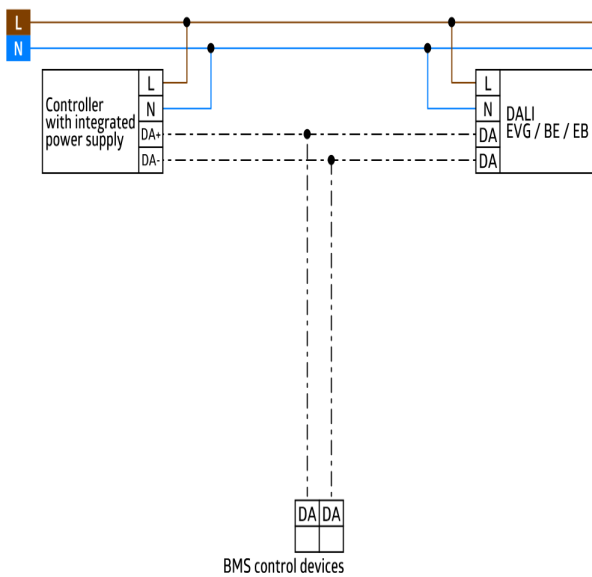 L
N
Controller
with integrated
power supply
L
N
DA+
DA-
L
N
DA
DA
DALI
EVG / BE / EB
DA DA
BMS control devices